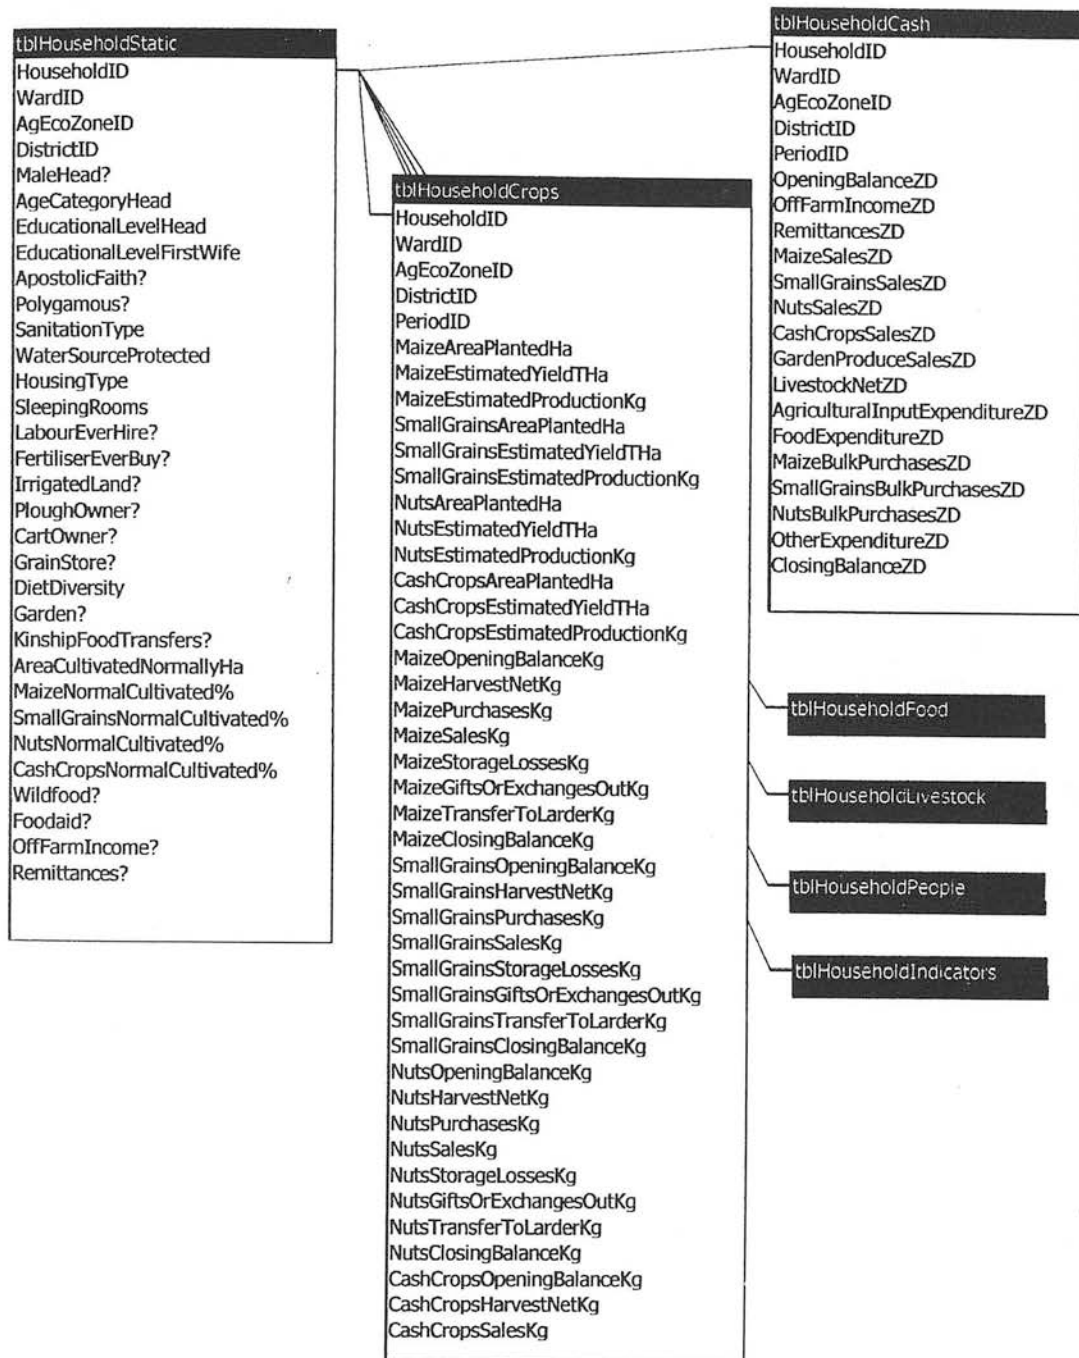 tblHouseholdStatic
HouseholdID
WardID
AgEcoZoneID
DistrictID
MaleHead?
AgeCategoryHead
EducationalLevelHead
EducationalLevelFirstWife
ApostolicFaith?
Polygamous?
SanitationType
WaterSourceProtected
HousingType
SleepingRooms
LabourEverHire?
FertiliserEverBuy?
IrrigatedLand?
PloughOwner?
CartOwner?
GrainStore?
DietDiversity
Garden?
KinshipFoodTransfers?
AreaCultivatedNormallyHa
MaizeNormalCultivated%
SmallGrainsNormalCultivated%
NutsNormalCultivated%
CashCropsNormalCultivated%
Wildfood?
Foodaid?
OffFarmIncome?
Remittances?
tblHouseholdCrops
HouseholdID
WardID
AgEcoZoneID
DistrictID
PeriodID
MaizeAreaPlantedHa
MaizeEstimatedYieldTHa
MaizeEstimatedProductionKg
SmallGrainsAreaPlantedHa
SmallGrainsEstimatedYieldTHa
SmallGrainsEstimatedProductionKg
NutsAreaPlantedHa
NutsEstimatedYieldTHa
NutsEstimatedProductionKg
CashCropsAreaPlantedHa
CashCropsEstimatedYieldTHa
CashCropsEstimatedProductionKg
MaizeOpeningBalanceKg
MaizeHarvestNetKg
MaizePurchasesKg
MaizeSalesKg
MaizeStorageLossesKg
MaizeGiftsOrExchangesOutKg
MaizeTransferToLarderKg
MaizeClosingBalanceKg
SmallGrainsOpeningBalanceKg
SmallGrainsHarvestNetKg
SmallGrainsPurchasesKg
SmallGrainsSalesKg
SmallGrainsStorageLossesKg
SmallGrainsGiftsOrExchangesOutKg
SmallGrainsTransferToLarderKg
SmallGrainsClosingBalanceKg
NutsOpeningBalanceKg
NutsHarvestNetKg
NutsPurchasesKg
NutsSalesKg
NutsStorageLossesKg
NutsGiftsOrExchangesOutKg
NutsTransferToLarderKg
NutsClosingBalanceKg
CashCropsOpeningBalanceKg
CashCropsHarvestNetKg
CashCropsSalesKg
tblHouseholdCash
HouseholdID
WardID
AgEcoZoneID
DistrictID
PeriodID
OpeningBalanceZD
OffFarmIncomeZD
RemittancesZD
MaizeSalesZD
SmallGrainsSalesZD
NutsSalesZD
CashCropsSalesZD
GardenProduceSalesZD
LivestockNetZD
AgriculturalInputExpenditureZD
FoodExpenditureZD
MaizeBulkPurchasesZD
SmallGrainsBulkPurchasesZD
NutsBulkPurchasesZD
OtherExpenditureZD
ClosingBalanceZD
tblHouseholdFood
tblHouseholdLivestock
tblHouseholdPeople
tblHouseholdIndicators